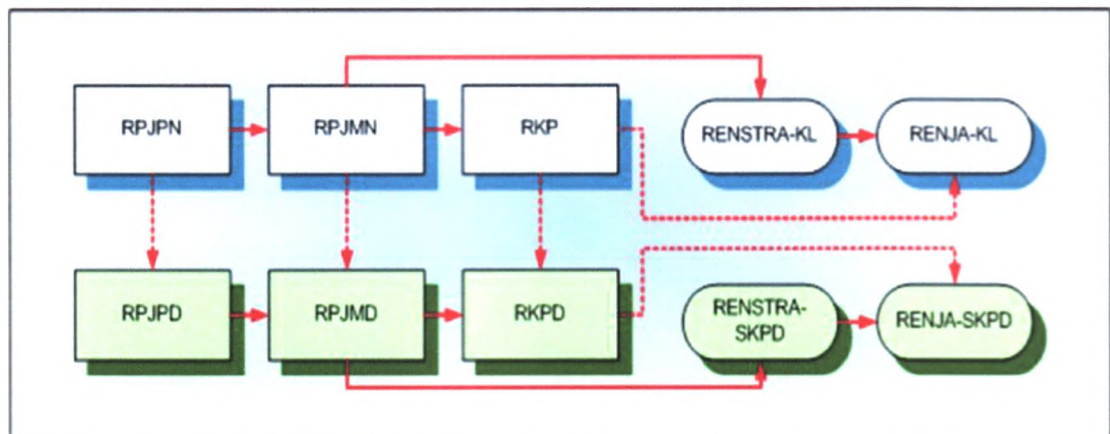 RPJPN
RPJMN
RKP
RENSTRA-KL
RENJA-KL
RPJPD
RPJMD
RKPD
RENSTRA-
SKPD
RENJA-SKPD